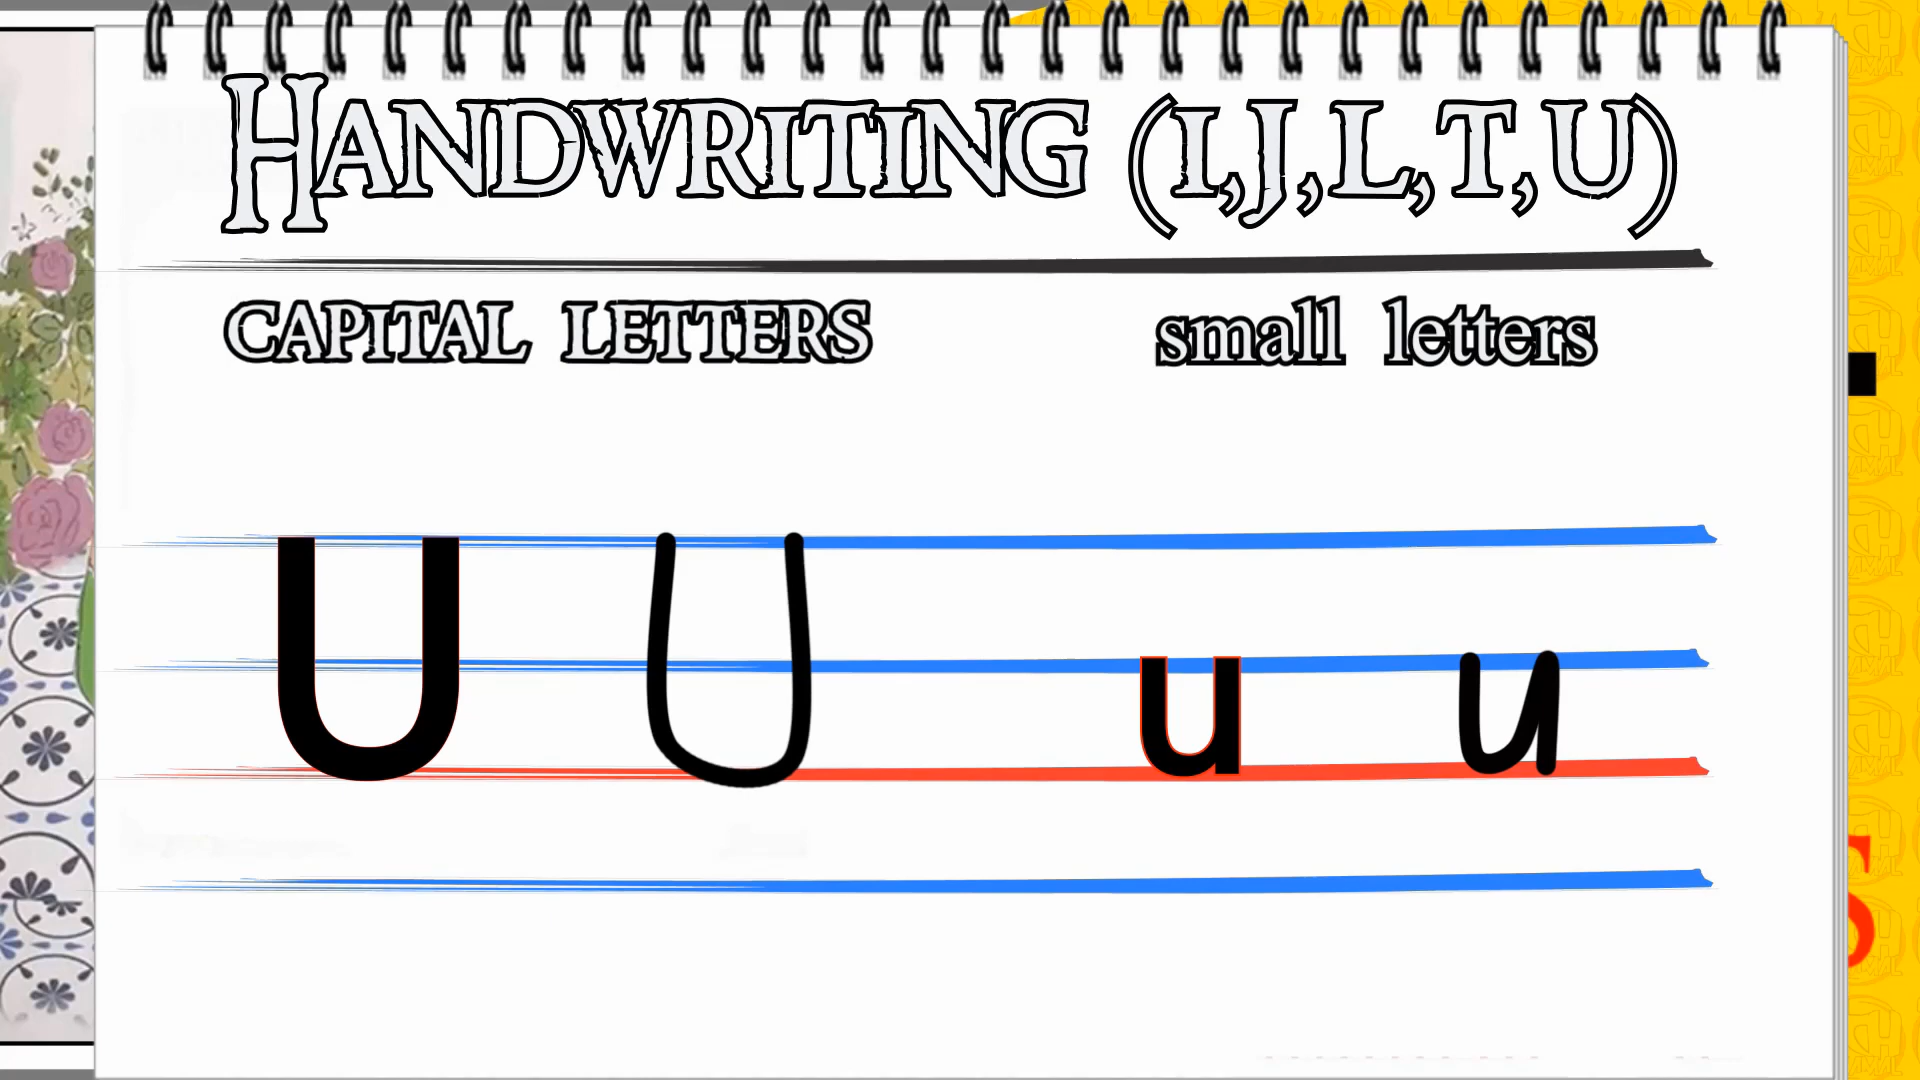 HANDWRITING (I,J,L,T,U)
CAPITAL LETTERS small letters
U U u u